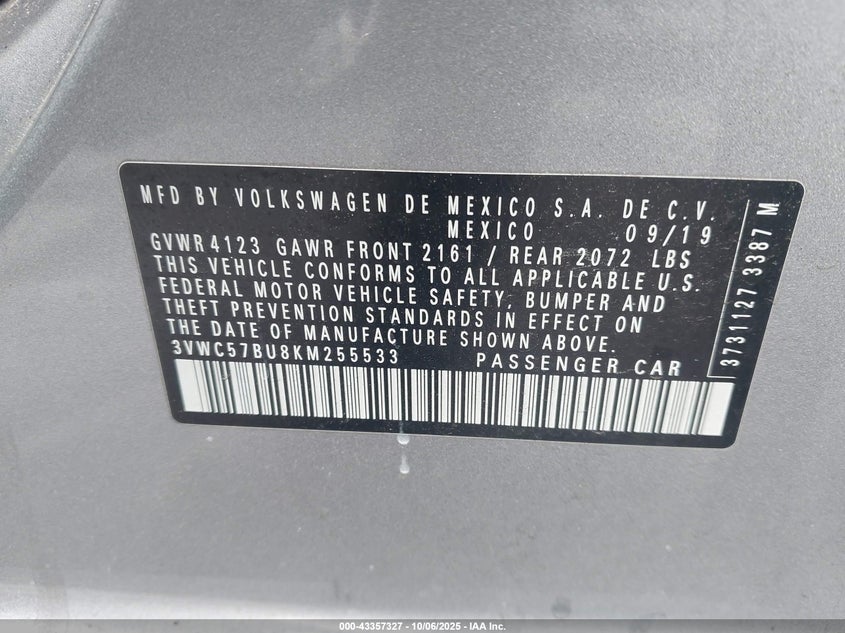 MFD BY VOLKSWAGEN DE MEXICO S.A. DE C.V.
MEXICO 09/19
GVWR 4123 GAWR FRONT 2161 / REAR 2072 LBS
THIS VEHICLE CONFORMS TO ALL APPLICABLE U.S.
FEDERAL MOTOR VEHICLE SAFETY, BUMPER AND
THEFT PREVENTION STANDARDS IN EFFECT ON
THE DATE OF MANUFACTURE SHOWN ABOVE.
3VWC57BU8KM255533 PASSENGER CAR
3731127 3387 M
000-43357327 - 10/06/2025 - IAA Inc.